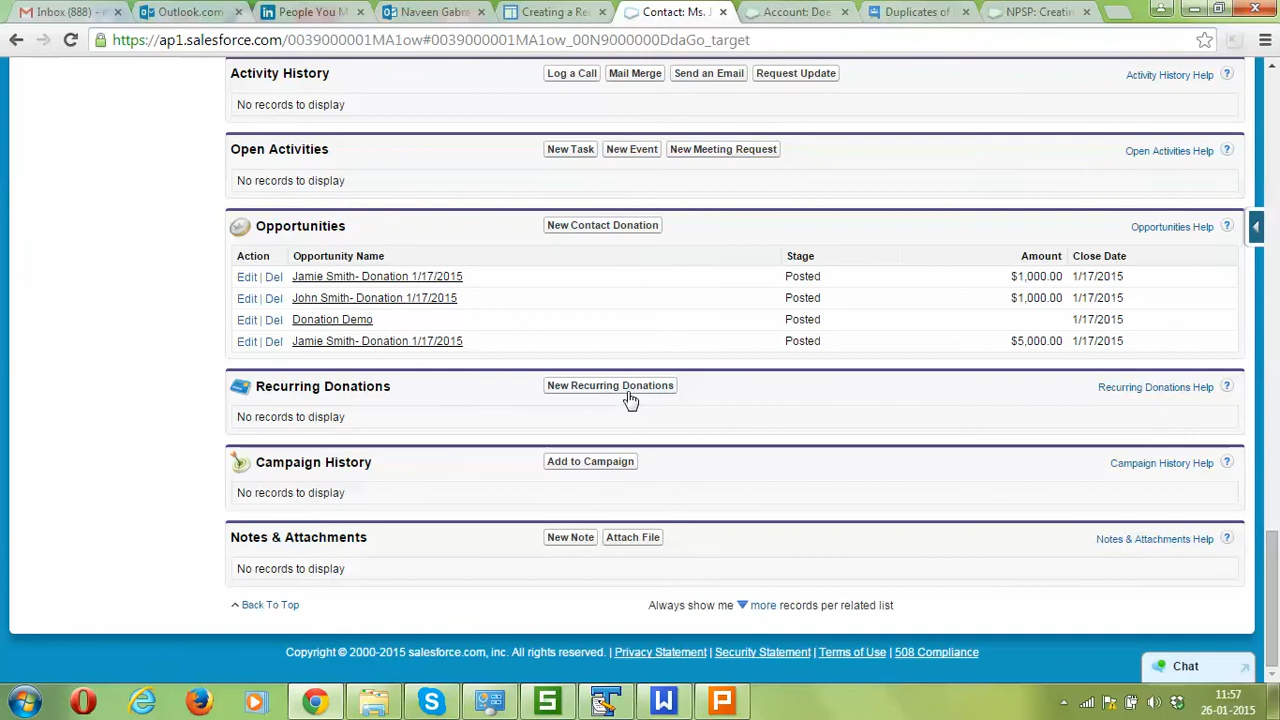 Inbox (888) - e
Outlook.com
People You M
Naveen Gabre
Creating a Re
Contact: Ms. J
Account: Doe
Duplicates of
NPSP: Creatin
https://ap1.salesforce.com/0039000001MA1ow#0039000001MA1ow_00N9000000DdaGo_target
Activity History
Log a Call
Mail Merge
Send an Email
Request Update
Activity History Help
No records to display
Open Activities
New Task
New Event
New Meeting Request
Open Activities Help
No records to display
Opportunities
New Contact Donation
Opportunities Help
Action Opportunity Name Stage Amount Close Date
Edit | Del Jamie Smith- Donation 1/17/2015 Posted $1,000.00 1/17/2015
Edit | Del John Smith- Donation 1/17/2015 Posted $1,000.00 1/17/2015
Edit | Del Donation Demo Posted 1/17/2015
Edit | Del Jamie Smith- Donation 1/17/2015 Posted $5,000.00 1/17/2015
Recurring Donations
New Recurring Donations
Recurring Donations Help
No records to display
Campaign History
Add to Campaign
Campaign History Help
No records to display
Notes & Attachments
New Note
Attach File
Notes & Attachments Help
No records to display
Back To Top
Always show me more records per related list
Copyright © 2000-2015 salesforce.com, inc. All rights reserved. | Privacy Statement | Security Statement | Terms of Use | 508 Compliance
Chat
11:57
26-01-2015